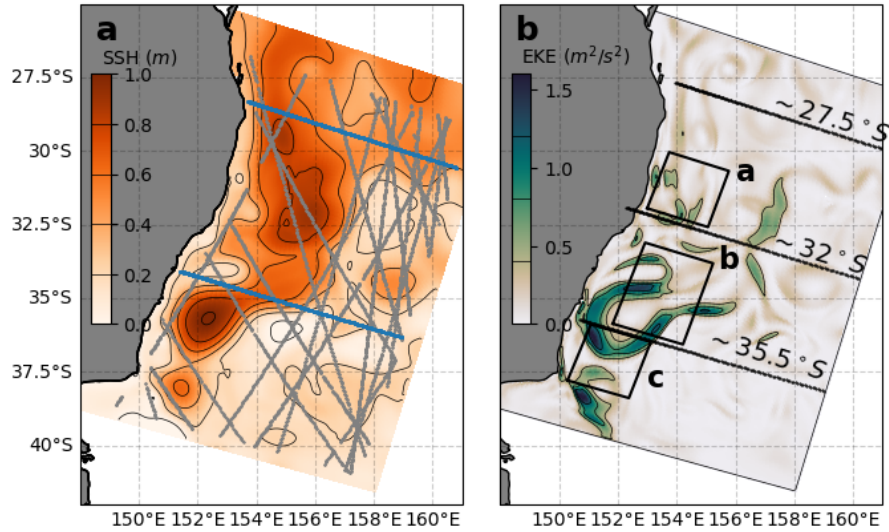 a
SSH (m)
1.0
0.8
0.6
0.4
0.2
0.0
27.5°S
30°S
32.5°S
35°S
37.5°S
40°S
150°E 152°E 154°E 156°E 158°E 160°E
b
EKE (m²/s²)
1.5
1.0
0.5
0.0
~ 27.5°S
a
~ 32°S
b
~ 35.5°S
c
150°E 152°E 154°E 156°E 158°E 160°E